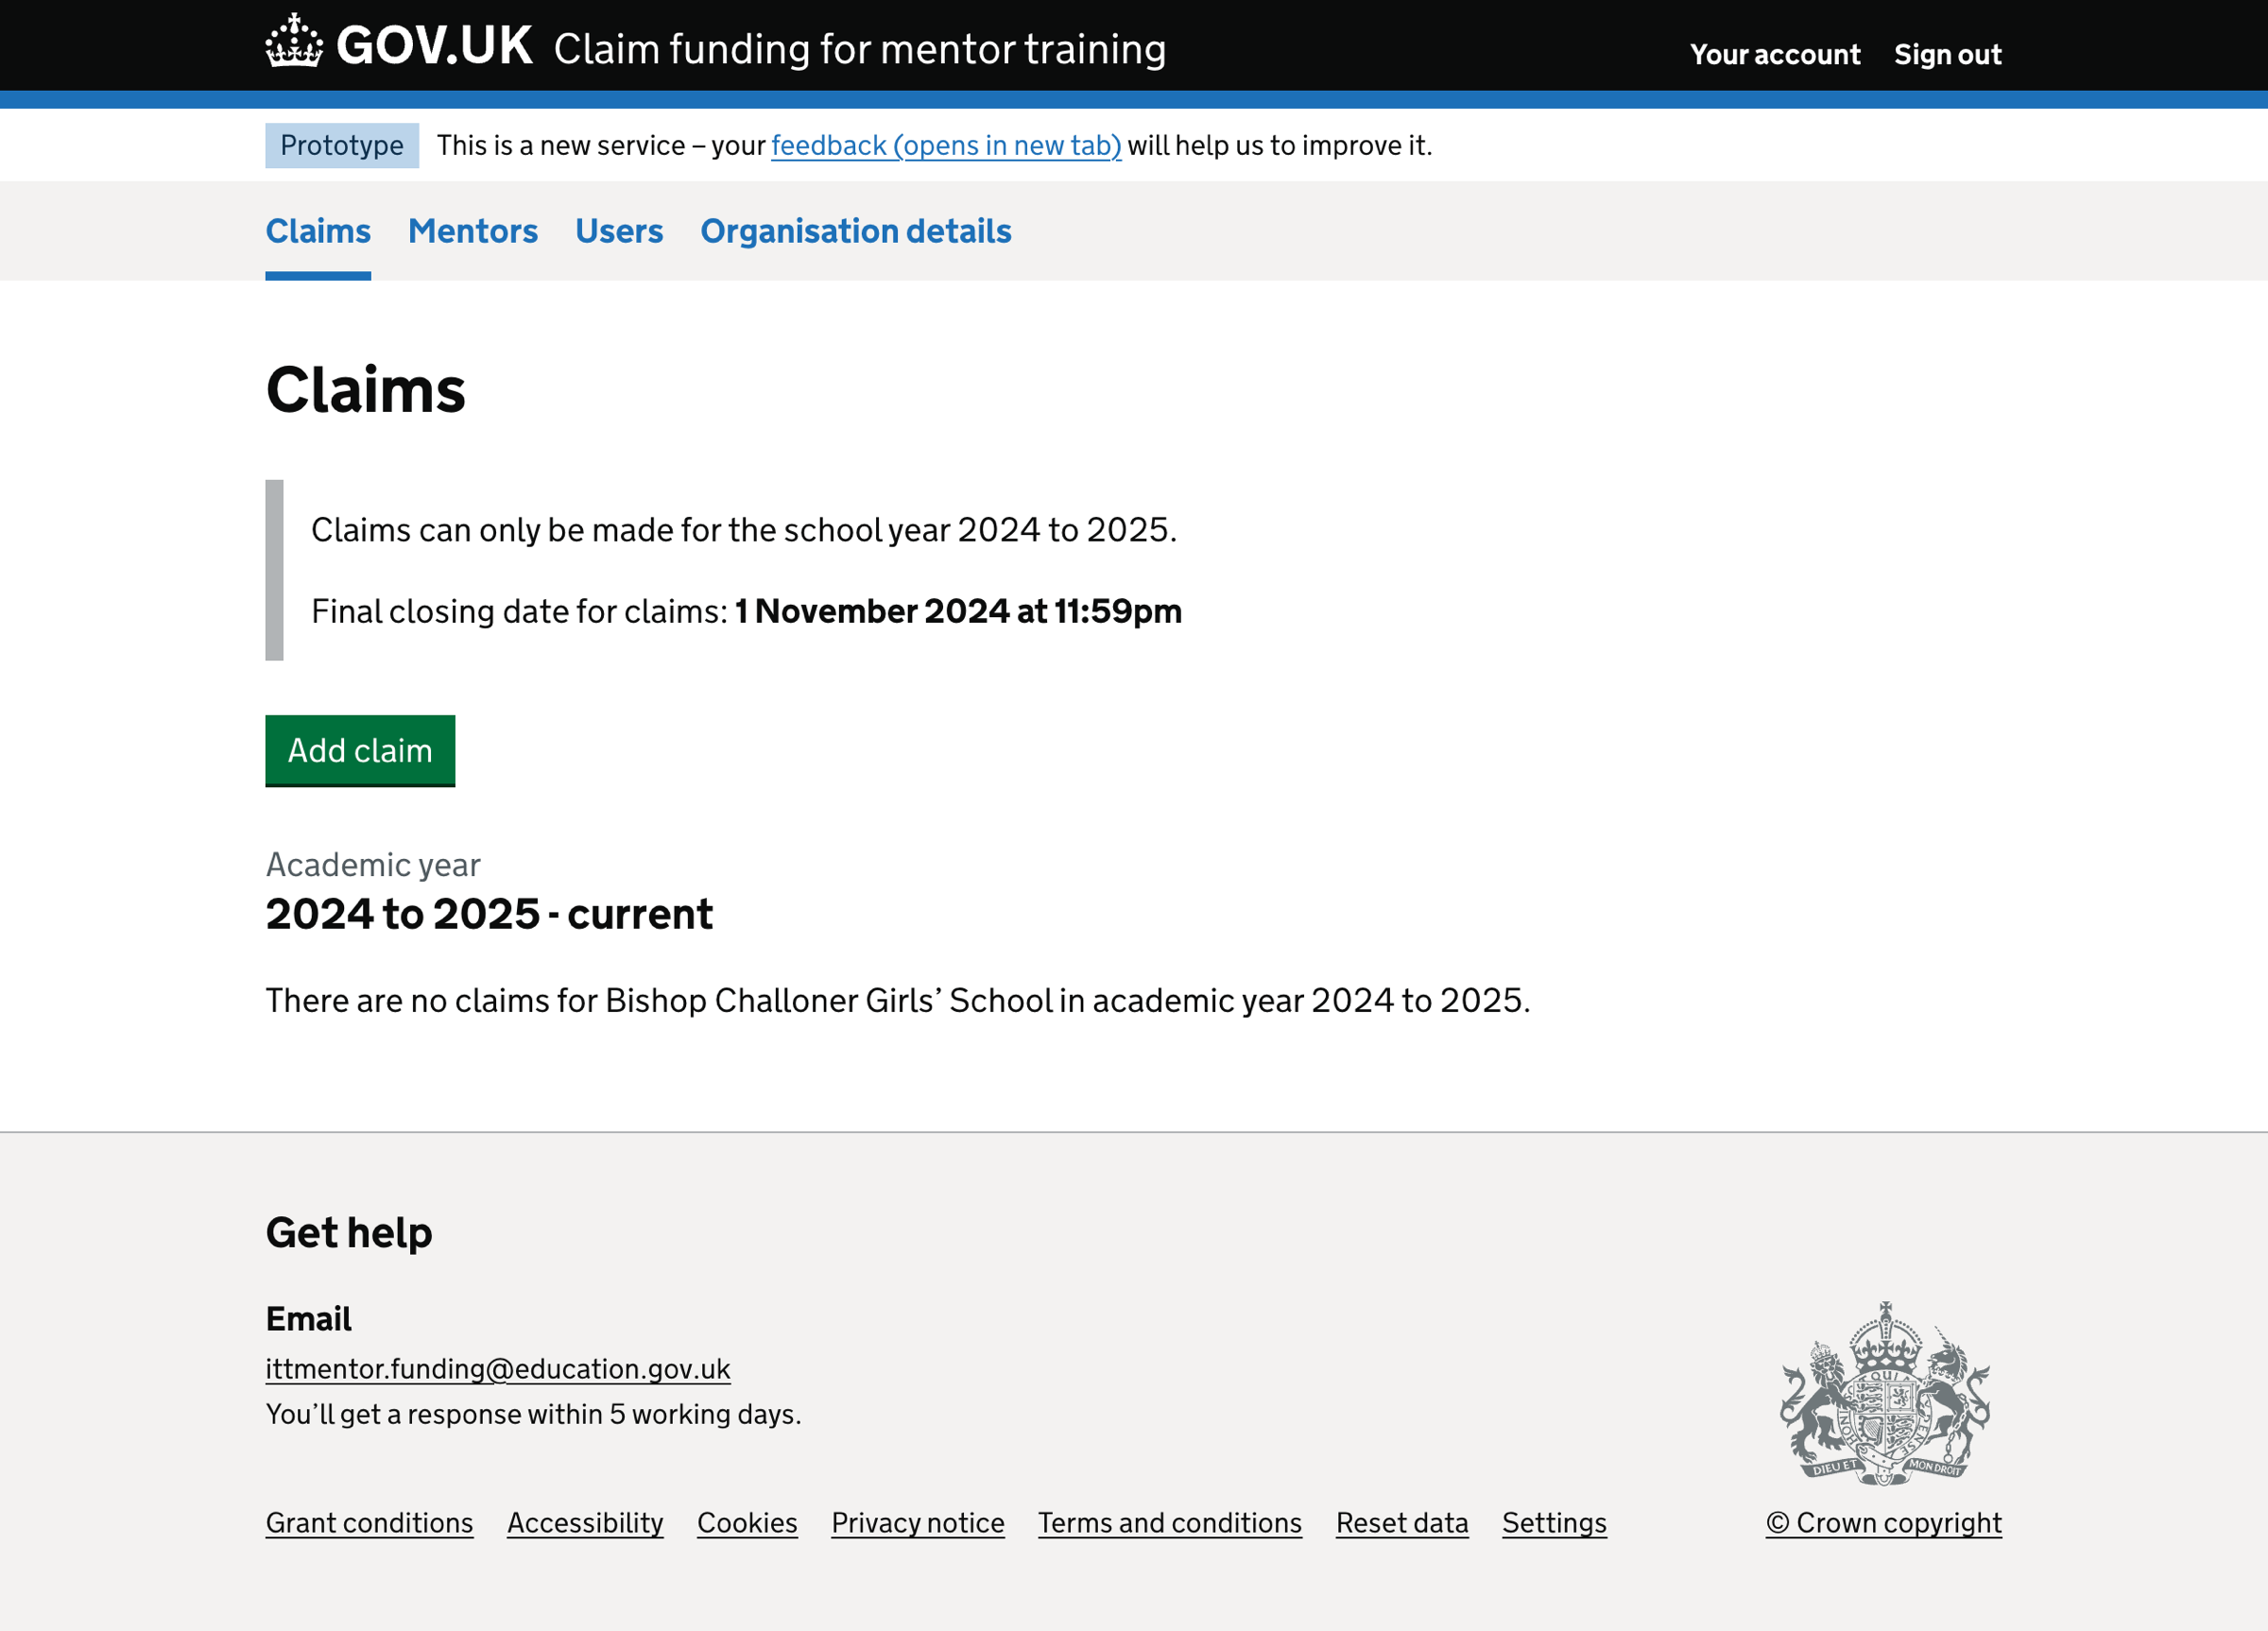 GOV.UK Claim funding for mentor training Your account Sign out
Prototype This is a new service – your feedback (opens in new tab) will help us to improve it.
Claims Mentors Users Organisation details
Claims
Claims can only be made for the school year 2024 to 2025.
Final closing date for claims: 1 November 2024 at 11:59pm
Add claim
Academic year
2024 to 2025 - current
There are no claims for Bishop Challoner Girls’ School in academic year 2024 to 2025.
Get help
Email
ittmentor.funding@education.gov.uk
You’ll get a response within 5 working days.
DIEU ET MON DROIT
Grant conditions Accessibility Cookies Privacy notice Terms and conditions Reset data Settings © Crown copyright